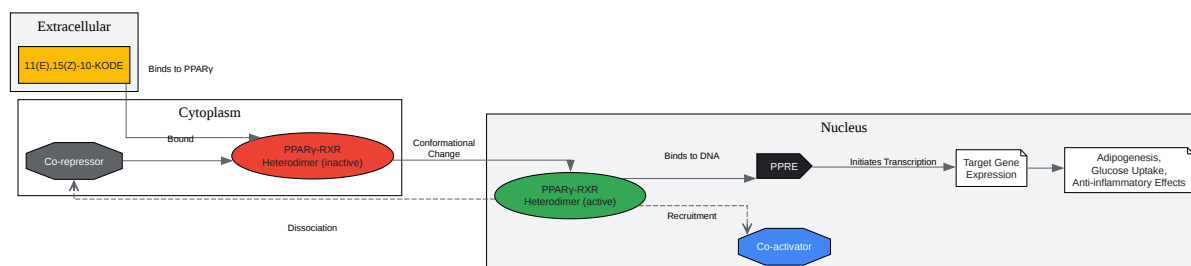 Extracellular
11(E),15(Z)-10-KODE
Binds to PPARγ
Cytoplasm
Bound
Co-repressor
PPARγ-RXR
Heterodimer (inactive)
Conformational
Change
Nucleus
Binds to DNA
PPRE
Initiates Transcription
Target Gene
Expression
Adipogenesis,
Glucose Uptake,
Anti-inflammatory Effects
PPARγ-RXR
Heterodimer (active)
Recruitment
Dissociation
Co-activator